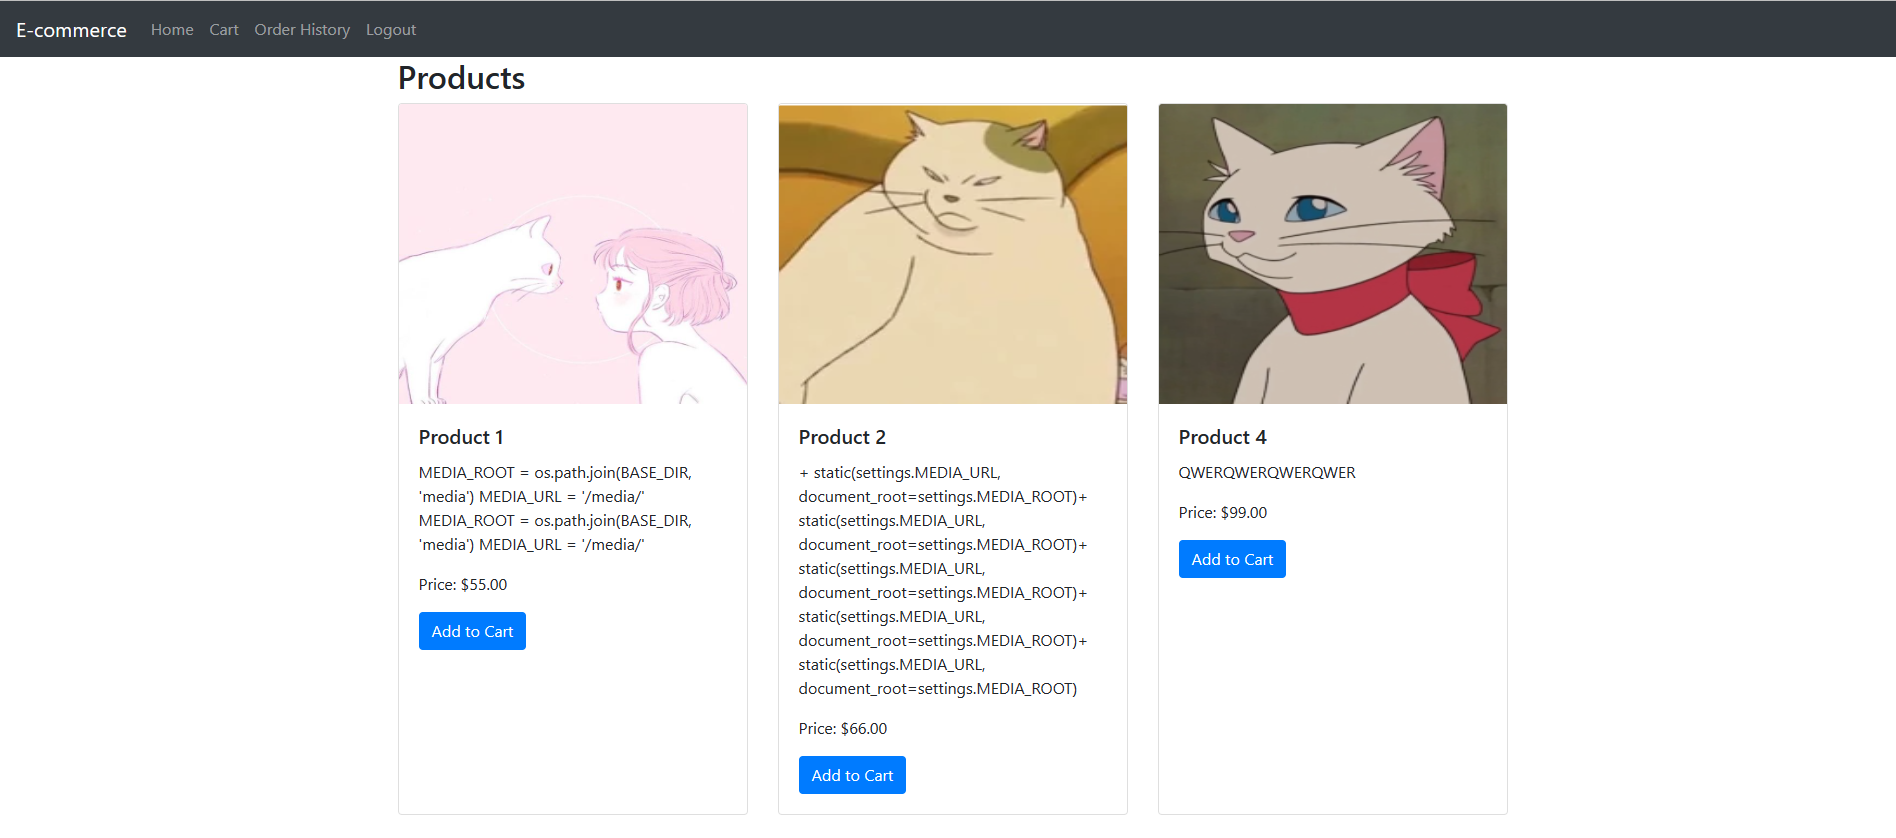 E-commerce Home Cart Order History Logout
Products
Product 1
MEDIA_ROOT = os.path.join(BASE_DIR,
'media') MEDIA_URL = '/media/'
MEDIA_ROOT = os.path.join(BASE_DIR,
'media') MEDIA_URL = '/media/'
Price: $55.00
Add to Cart
Product 2
+ static(settings.MEDIA_URL,
document_root=settings.MEDIA_ROOT)+
static(settings.MEDIA_URL,
document_root=settings.MEDIA_ROOT)+
static(settings.MEDIA_URL,
document_root=settings.MEDIA_ROOT)+
static(settings.MEDIA_URL,
document_root=settings.MEDIA_ROOT)+
static(settings.MEDIA_URL,
document_root=settings.MEDIA_ROOT)
Price: $66.00
Add to Cart
Product 4
QWERQWERQWERQWER
Price: $99.00
Add to Cart